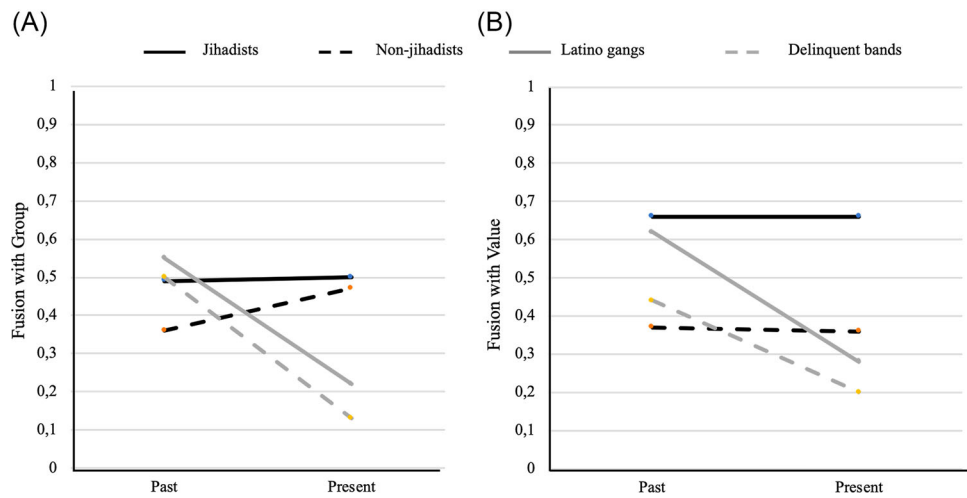 (A)
(B)
Jihadists
Non-jihadists
Latino gangs
Delinquent bands
Fusion with Group
1
0,9
0,8
0,7
0,6
0,5
0,4
0,3
0,2
0,1
0
Past
Present
Fusion with Value
1
0,9
0,8
0,7
0,6
0,5
0,4
0,3
0,2
0,1
0
Past
Present